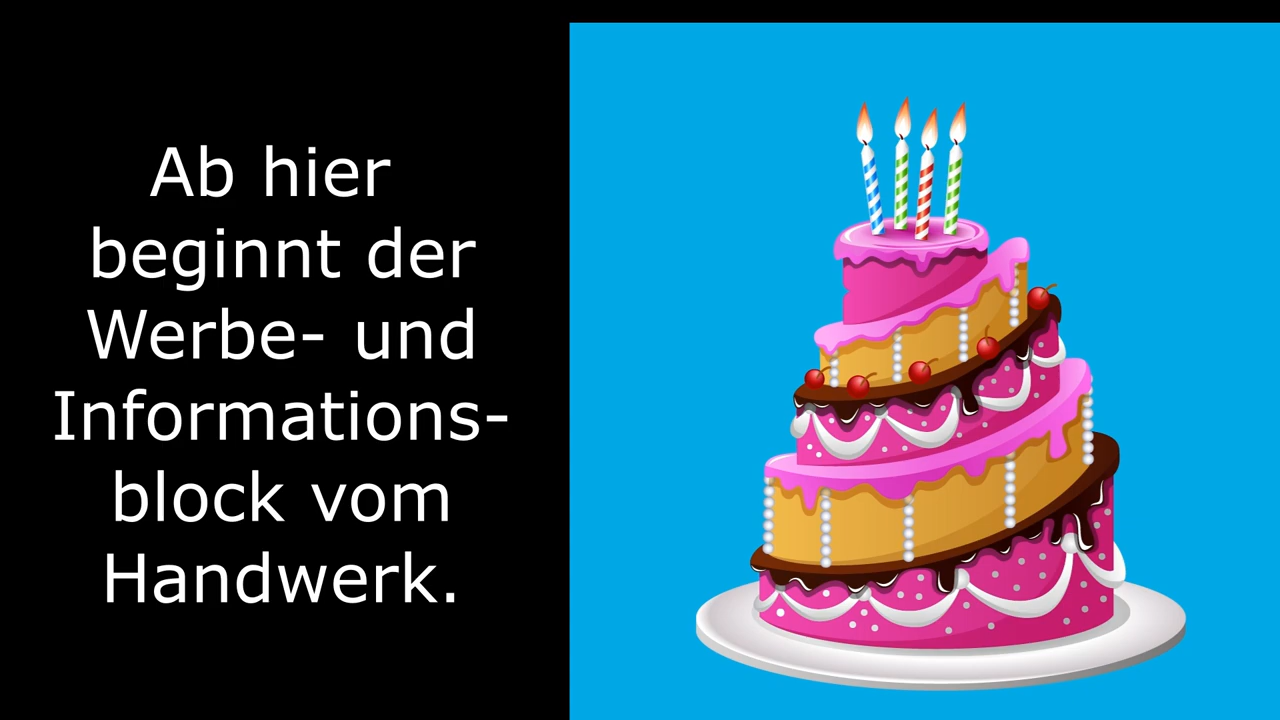 Ab hier
beginnt der
Werbe- und
Informations-
block vom
Handwerk.